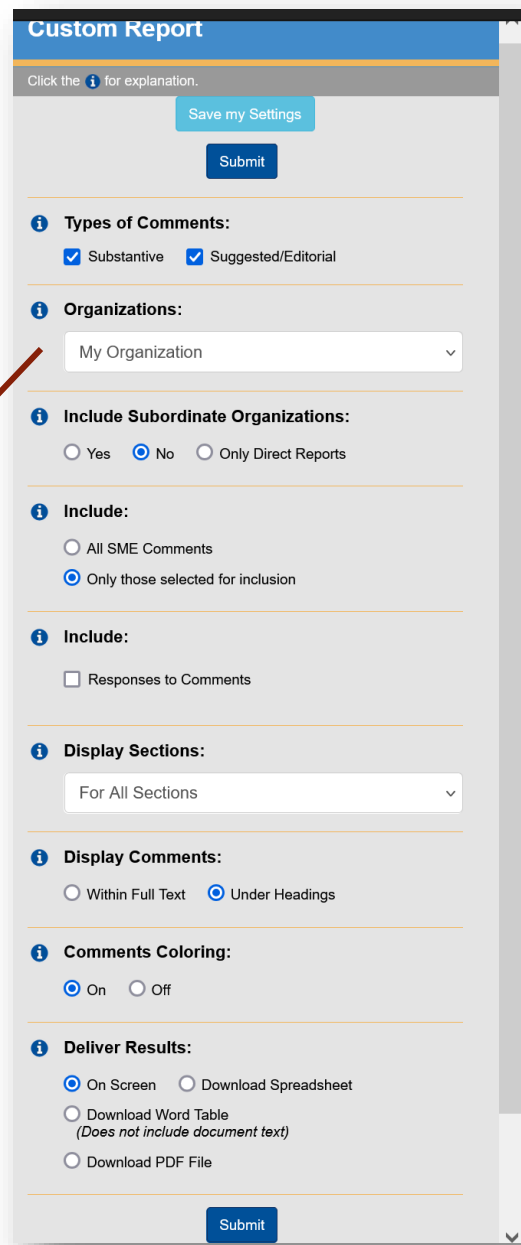 Custom Report
Click the i for explanation.
Save my Settings
Submit
Types of Comments:
Substantive Suggested/Editorial
Organizations:
My Organization
Include Subordinate Organizations:
Yes No Only Direct Reports
Include:
All SME Comments
Only those selected for inclusion
Include:
Responses to Comments
Display Sections:
For All Sections
Display Comments:
Within Full Text Under Headings
Comments Coloring:
On Off
Deliver Results:
On Screen Download Spreadsheet
Download Word Table
(Does not include document text)
Download PDF File
Submit